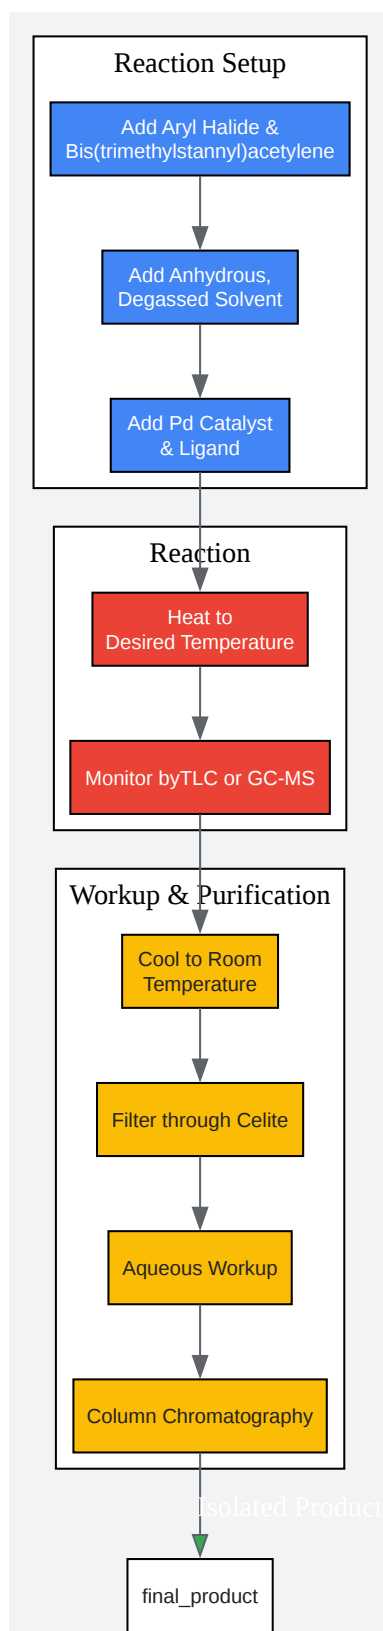 Reaction Setup
Add Aryl Halide &
Bis(trimethylstannyl)acetylene
Add Anhydrous,
Degassed Solvent
Add Pd Catalyst
& Ligand
Reaction
Heat to
Desired Temperature
Monitor byTLC or GC-MS
Workup & Purification
Cool to Room
Temperature
Filter through Celite
Aqueous Workup
Column Chromatography
Isolated Product
final_product